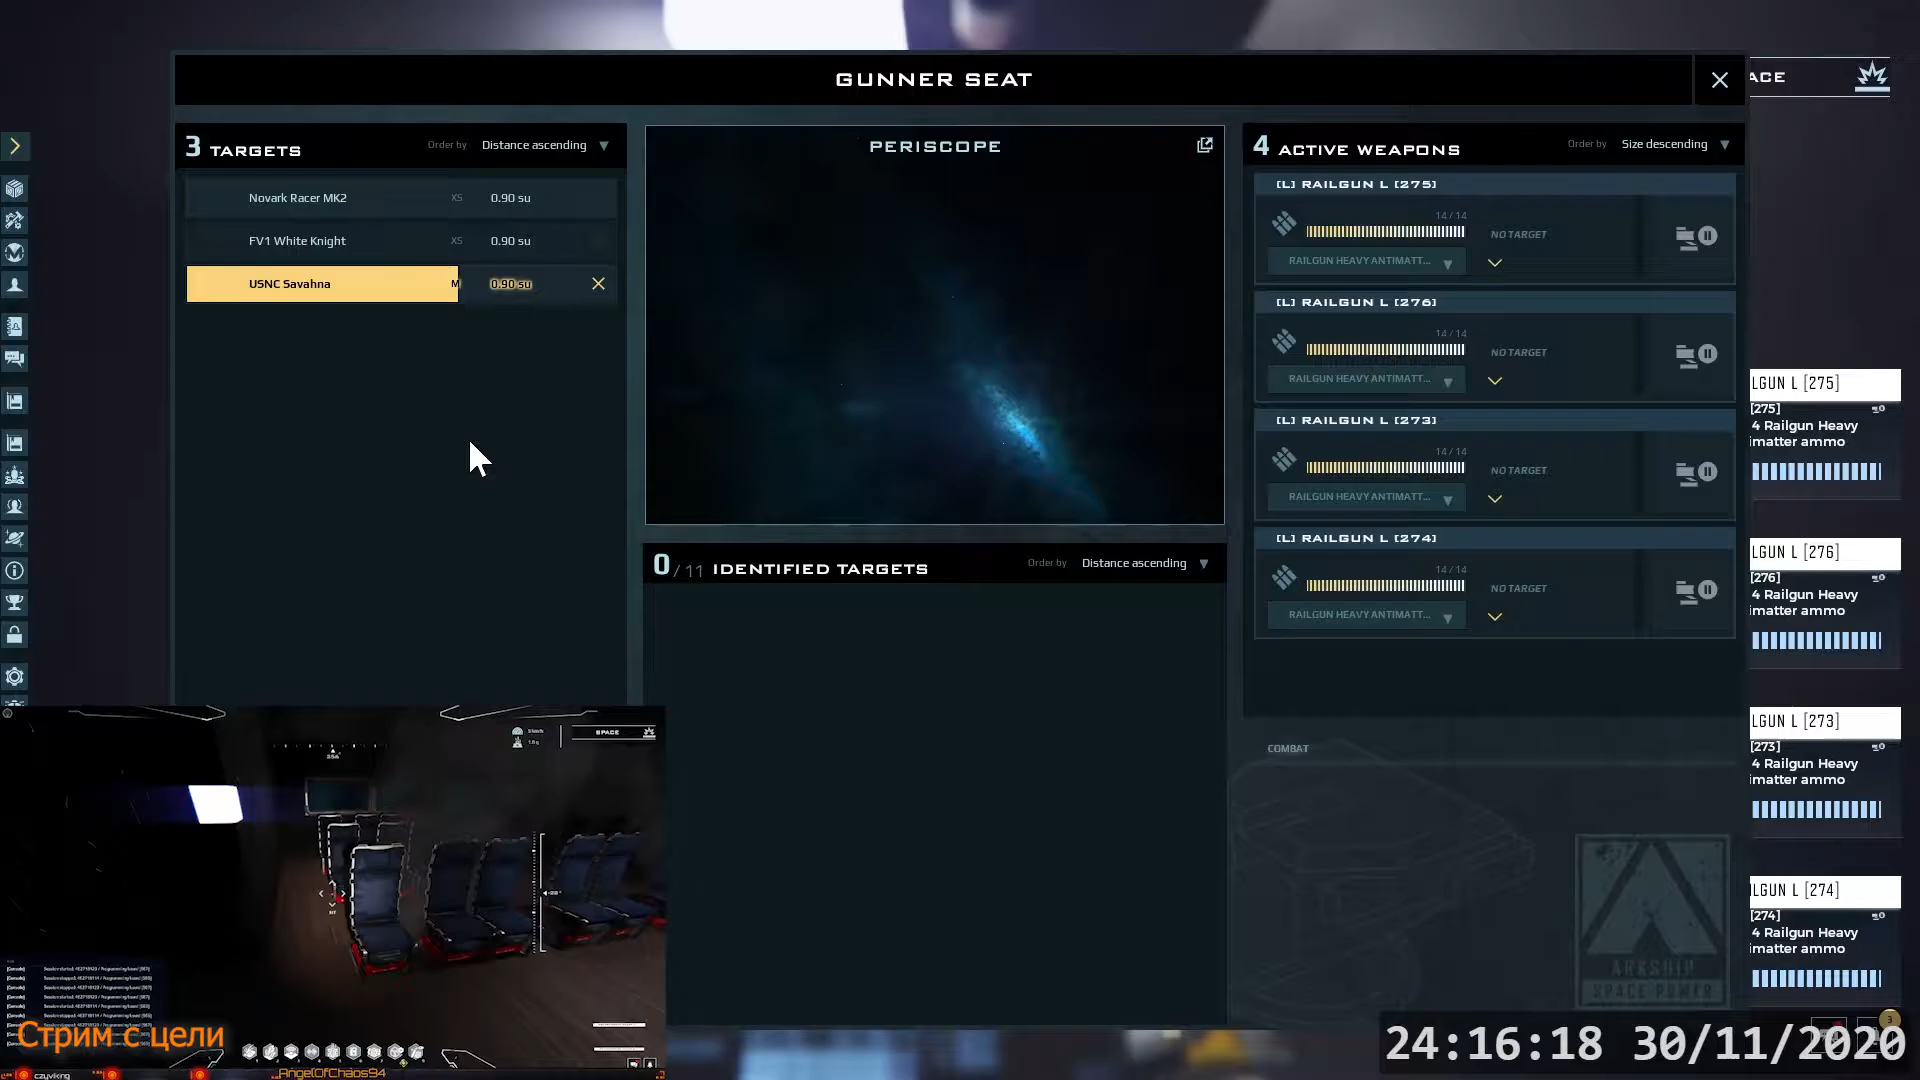 GUNNER SEAT
ACE
3 TARGETS
Order by Distance ascending
Novark Racer MK2 XS 0.90 su
FV1 White Knight XS 0.90 su
USNC Savahna M 0.90 su
PERISCOPE
0 / 11 IDENTIFIED TARGETS
Order by Distance ascending
4 ACTIVE WEAPONS
Order by Size descending
[L] RAILGUN L [275]
14 / 14
NO TARGET
RAILGUN HEAVY ANTIMATT...
[L] RAILGUN L [276]
14 / 14
NO TARGET
RAILGUN HEAVY ANTIMATT...
[L] RAILGUN L [273]
14 / 14
NO TARGET
RAILGUN HEAVY ANTIMATT...
[L] RAILGUN L [274]
14 / 14
NO TARGET
RAILGUN HEAVY ANTIMATT...
COMBAT
ARKSHIP
SPACE POWER
LGUN L [275]
[275]
4 Railgun Heavy
imatter ammo
LGUN L [276]
[276]
4 Railgun Heavy
imatter ammo
LGUN L [273]
[273]
4 Railgun Heavy
imatter ammo
ILGUN L [274]
[274]
4 Railgun Heavy
imatter ammo
SPACE
Стрим с цели
czyviking
AngelOfChaos94
3
24:16:18 30/11/2020